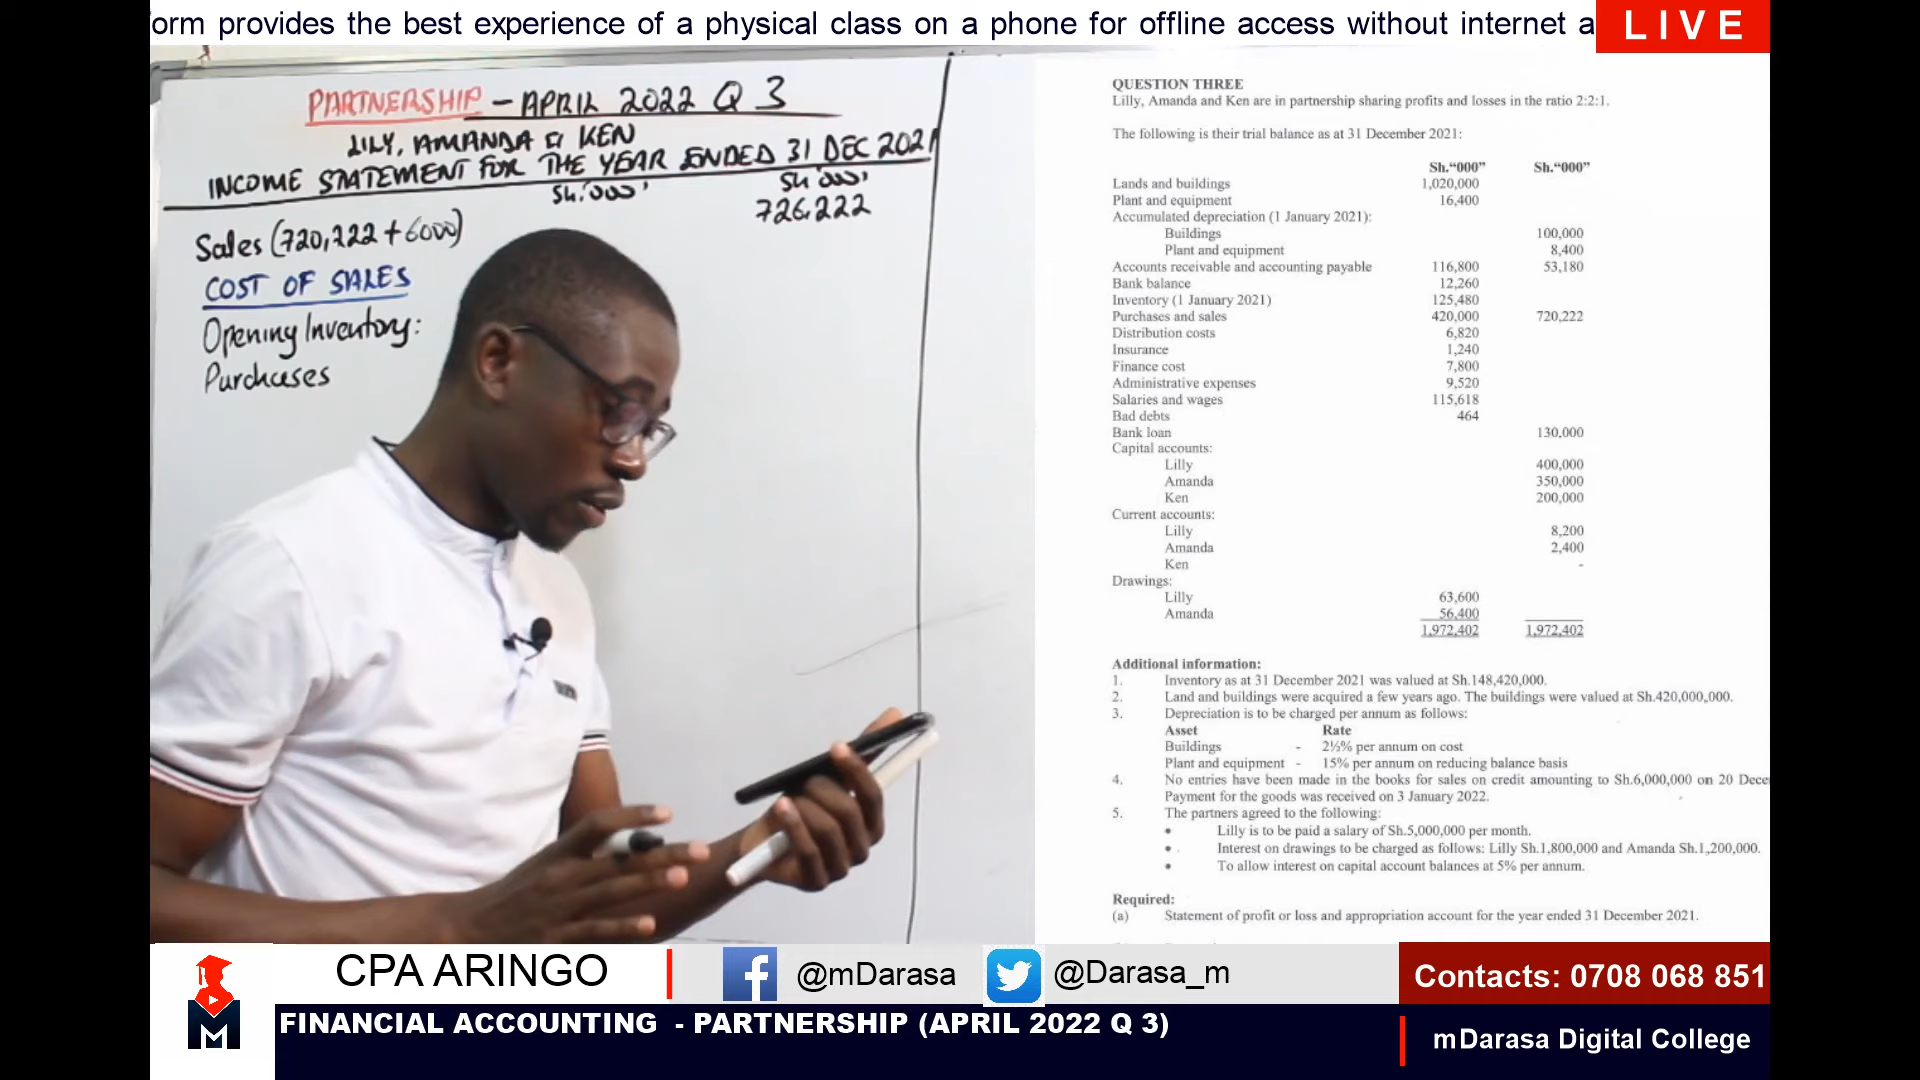 orm provides the best experience of a physical class on a phone for offline access without internet a
LIVE
PARTNERSHIP - APRIL 2022 Q 3
LILY, AMANDA & KEN
INCOME STATEMENT FOR THE YEAR ENDED 31 DEC 2021
Sh.'000' Sh '000'
Sales (720,222 + 6000) 726,222
COST OF SALES
Opening Inventory:
Purchases
QUESTION THREE
Lilly, Amanda and Ken are in partnership sharing profits and losses in the ratio 2:2:1.
The following is their trial balance as at 31 December 2021:
Sh.“000” Sh.“000”
Lands and buildings 1,020,000
Plant and equipment 16,400
Accumulated depreciation (1 January 2021):
Buildings 100,000
Plant and equipment 8,400
Accounts receivable and accounting payable 116,800 53,180
Bank balance 12,260
Inventory (1 January 2021) 125,480
Purchases and sales 420,000 720,222
Distribution costs 6,820
Insurance 1,240
Finance cost 7,800
Administrative expenses 9,520
Salaries and wages 115,618
Bad debts 464
Bank loan 130,000
Capital accounts:
Lilly 400,000
Amanda 350,000
Ken 200,000
Current accounts:
Lilly 8,200
Amanda 2,400
Ken -
Drawings:
Lilly 63,600
Amanda 56,400
1,972,402 1,972,402
Additional information:
1. Inventory as at 31 December 2021 was valued at Sh.148,420,000.
2. Land and buildings were acquired a few years ago. The buildings were valued at Sh.420,000,000.
3. Depreciation is to be charged per annum as follows:
Asset Rate
Buildings - 2½% per annum on cost
Plant and equipment - 15% per annum on reducing balance basis
4. No entries have been made in the books for sales on credit amounting to Sh.6,000,000 on 20 Dece
Payment for the goods was received on 3 January 2022.
5. The partners agreed to the following:
• Lilly is to be paid a salary of Sh.5,000,000 per month.
• Interest on drawings to be charged as follows: Lilly Sh.1,800,000 and Amanda Sh.1,200,000.
• To allow interest on capital account balances at 5% per annum.
Required:
(a) Statement of profit or loss and appropriation account for the year ended 31 December 2021.
CPA ARINGO
@mDarasa
@Darasa_m
Contacts: 0708 068 851
M
FINANCIAL ACCOUNTING - PARTNERSHIP (APRIL 2022 Q 3)
mDarasa Digital College